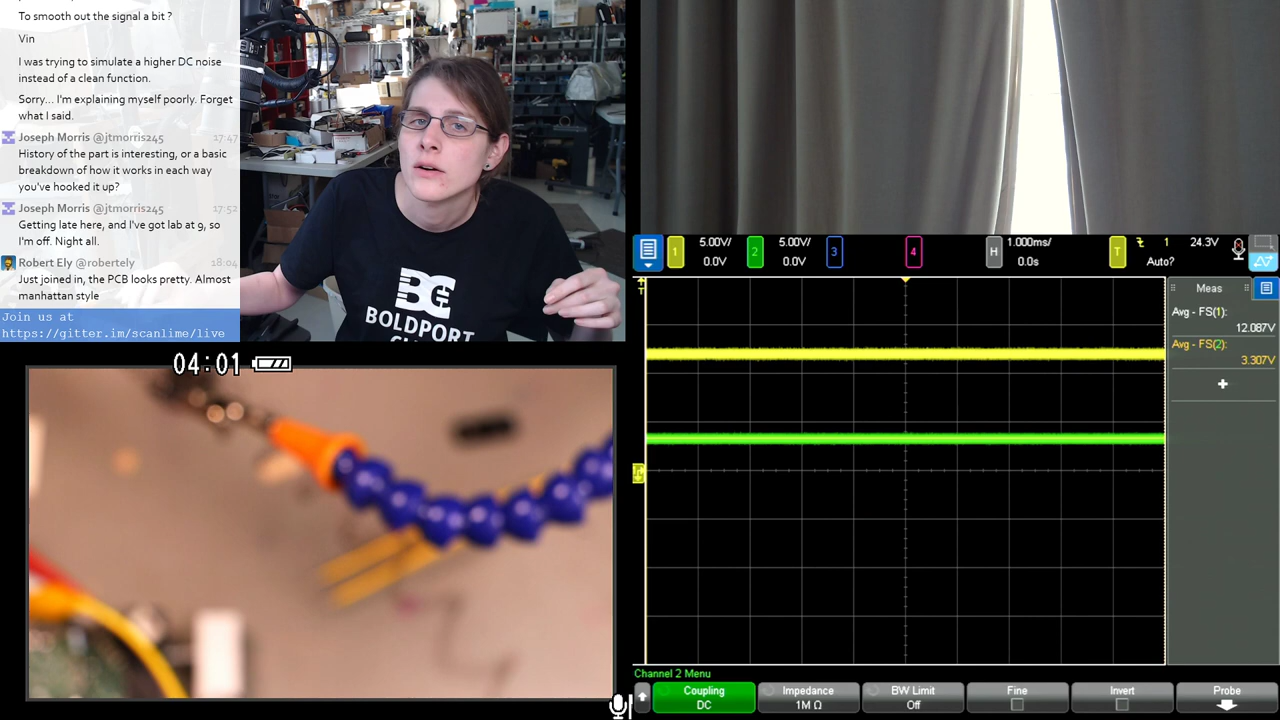 To smooth out the signal a bit ?
Vin
I was trying to simulate a higher DC noise
instead of a clean function.
Sorry... I'm explaining myself poorly. Forget
what I said.
Joseph Morris @jtmorris245 17:47
History of the part is interesting, or a basic
breakdown of how it works in each way
you've hooked it up?
Joseph Morris @jtmorris245 17:52
Getting late here, and I've got lab at 9, so
I'm off. Night all.
Robert Ely @robertely 18:04
Just joined in, the PCB looks pretty. Almost
manhattan style
Join us at
https://gitter.im/scanlime/live
BOLDPORT
04:01
1 5.00V/ 2 5.00V/ 3 4 H 1.000ms/ T 1 24.3V
0.0V 0.0V 0.0s Auto?
T
Meas
Avg - FS(1):
12.087V
Avg - FS(2):
3.307V
Channel 2 Menu
Coupling Impedance BW Limit Fine Invert Probe
DC 1M Ω Off